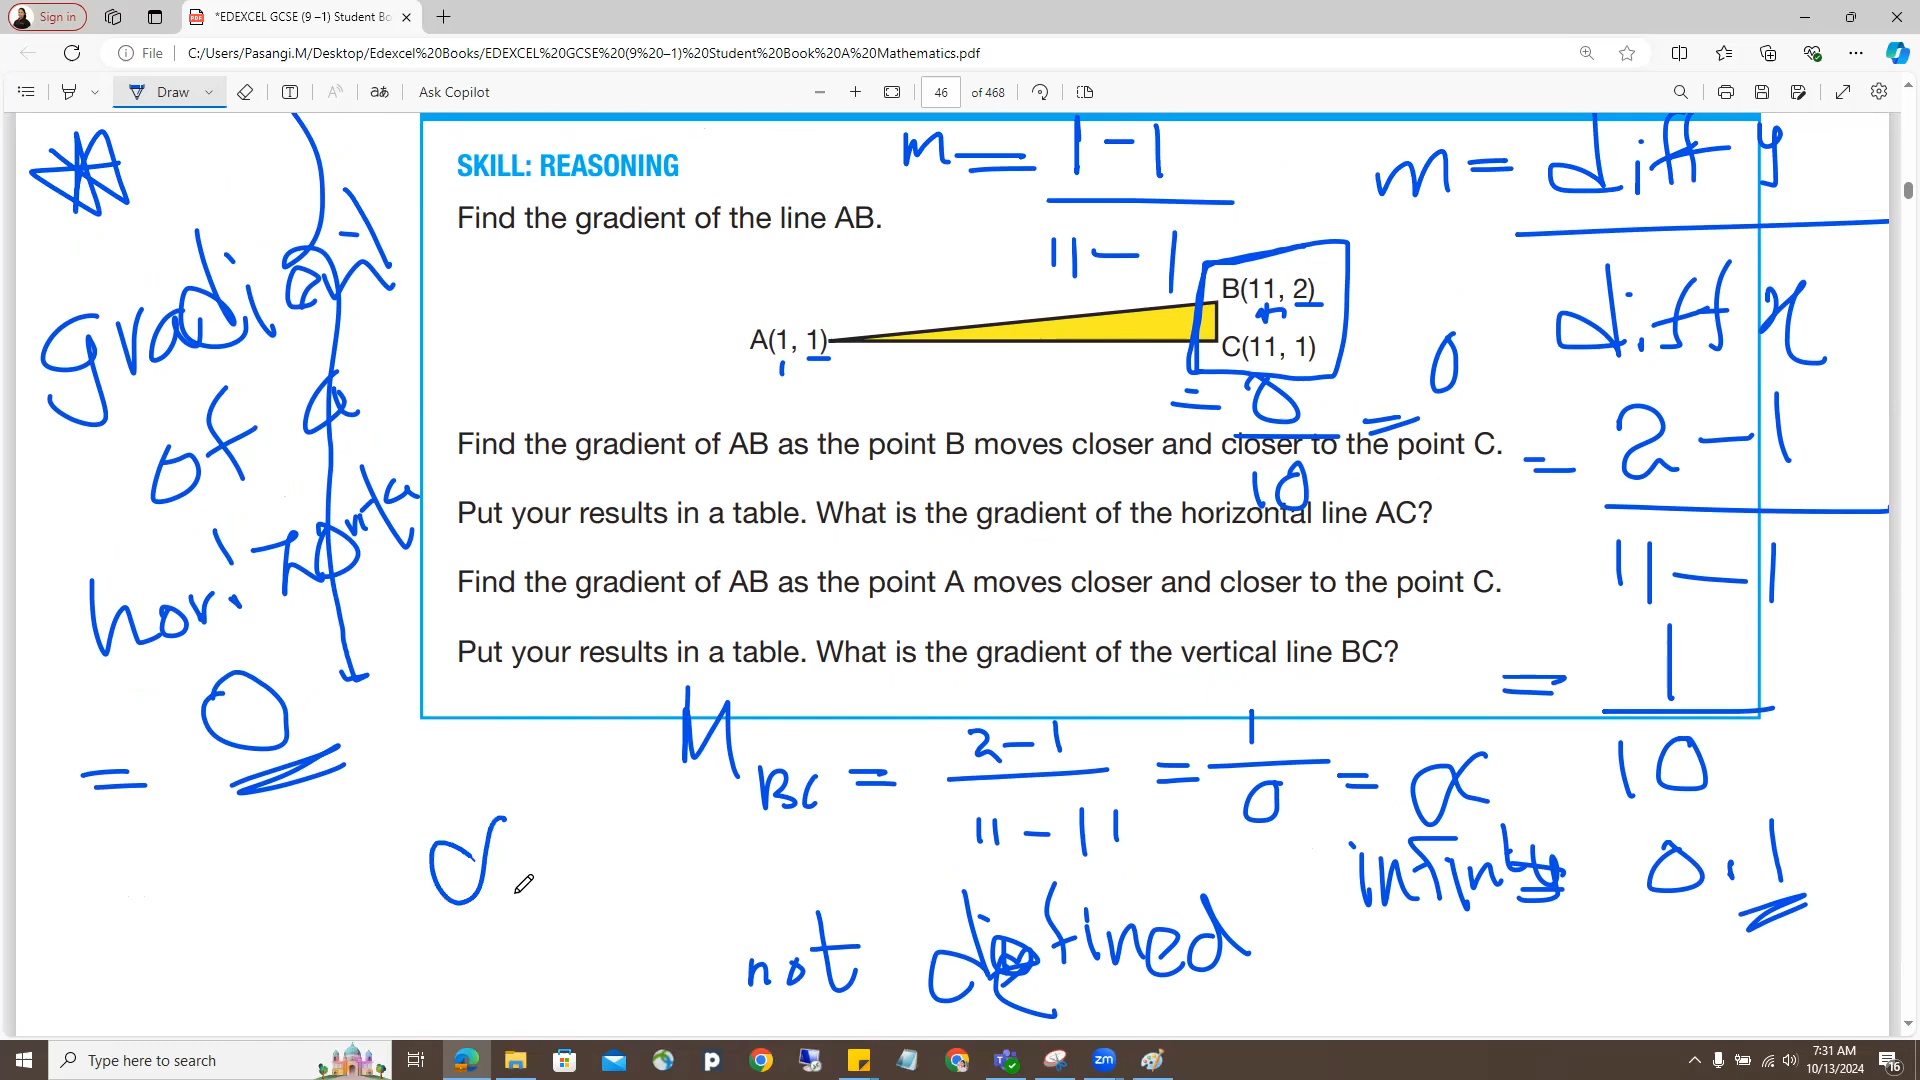 Sign in
*EDEXCEL GCSE (9 –1) Student Bo
File
C:/Users/Pasangi.M/Desktop/Edexcel%20Books/EDEXCEL%20GCSE%20(9%20–1)%20Student%20Book%20A%20Mathematics.pdf
Draw
aあ
Ask Copilot
46 of 468
SKILL: REASONING
Find the gradient of the line AB.
A(1, 1)
B(11, 2)
C(11, 1)
Find the gradient of AB as the point B moves closer and closer to the point C.
Put your results in a table. What is the gradient of the horizontal line AC?
Find the gradient of AB as the point A moves closer and closer to the point C.
Put your results in a table. What is the gradient of the vertical line BC?
m = 1 - 1
11 - 1
= 0
10
= 0
m = diff y
diff x
= 2 - 1
11 - 1
= 1
10
0.1
gradient
of a
horizonta
= 0
M BC = 2 - 1
11 - 11
= 1
0
= α
infinity
not defined
Type here to search
7:31 AM
10/13/2024
16